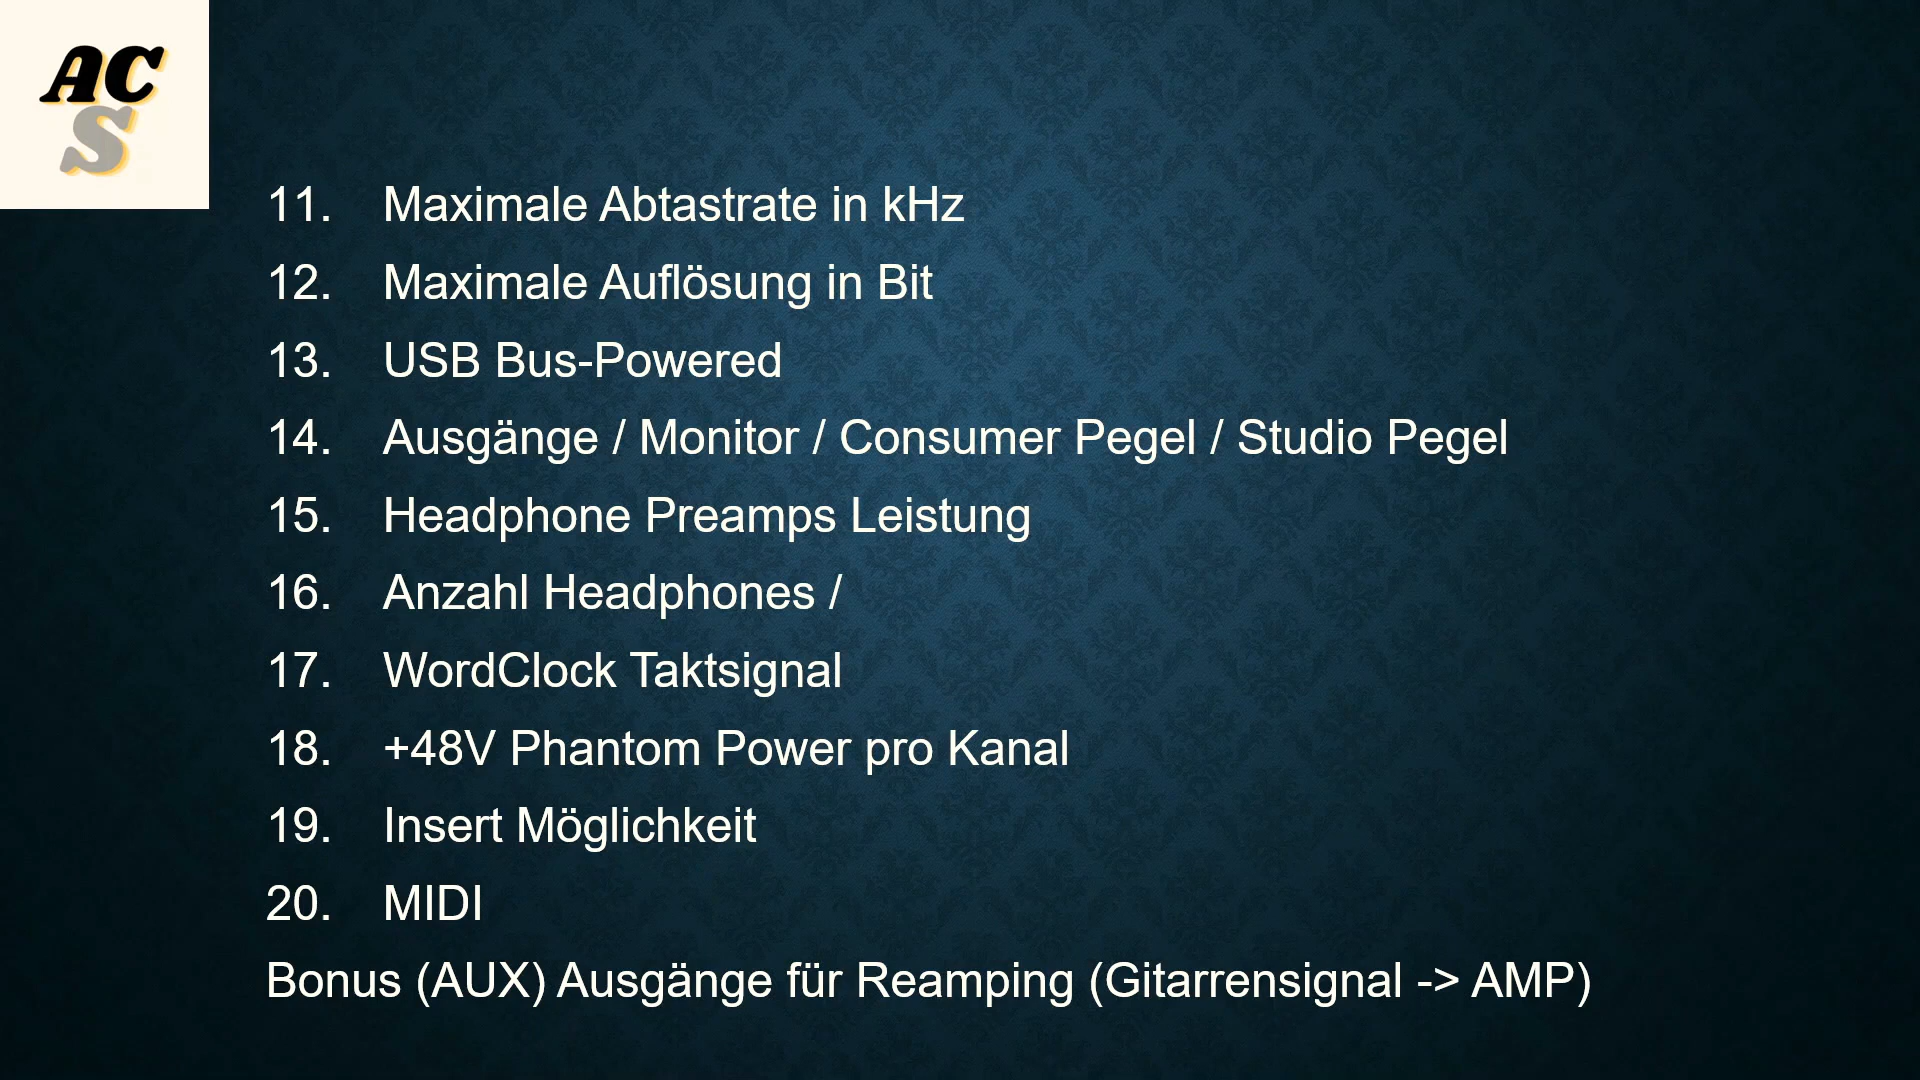 AC
S
11. Maximale Abtastrate in kHz
12. Maximale Auflösung in Bit
13. USB Bus-Powered
14. Ausgänge / Monitor / Consumer Pegel / Studio Pegel
15. Headphone Preamps Leistung
16. Anzahl Headphones /
17. WordClock Taktsignal
18. +48V Phantom Power pro Kanal
19. Insert Möglichkeit
20. MIDI
Bonus (AUX) Ausgänge für Reamping (Gitarrensignal -> AMP)